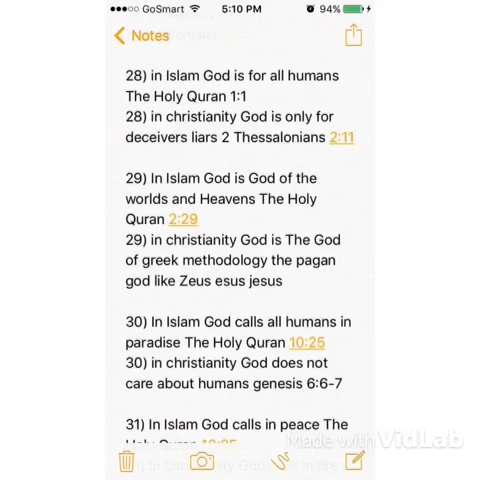 GoSmart 5:10 PM 94%
Notes
28) in Islam God is for all humans
The Holy Quran 1:1
28) in christianity God is only for
deceivers liars 2 Thessalonians 2:11
29) In Islam God is God of the
worlds and Heavens The Holy
Quran 2:29
29) in christianity God is The God
of greek methodology the pagan
god like Zeus esus jesus
30) In Islam God calls all humans in
paradise The Holy Quran 10:25
30) in christianity God does not
care about humans genesis 6:6-7
31) In Islam God calls in peace The
Holy Quran 10:25
Made with VidLab